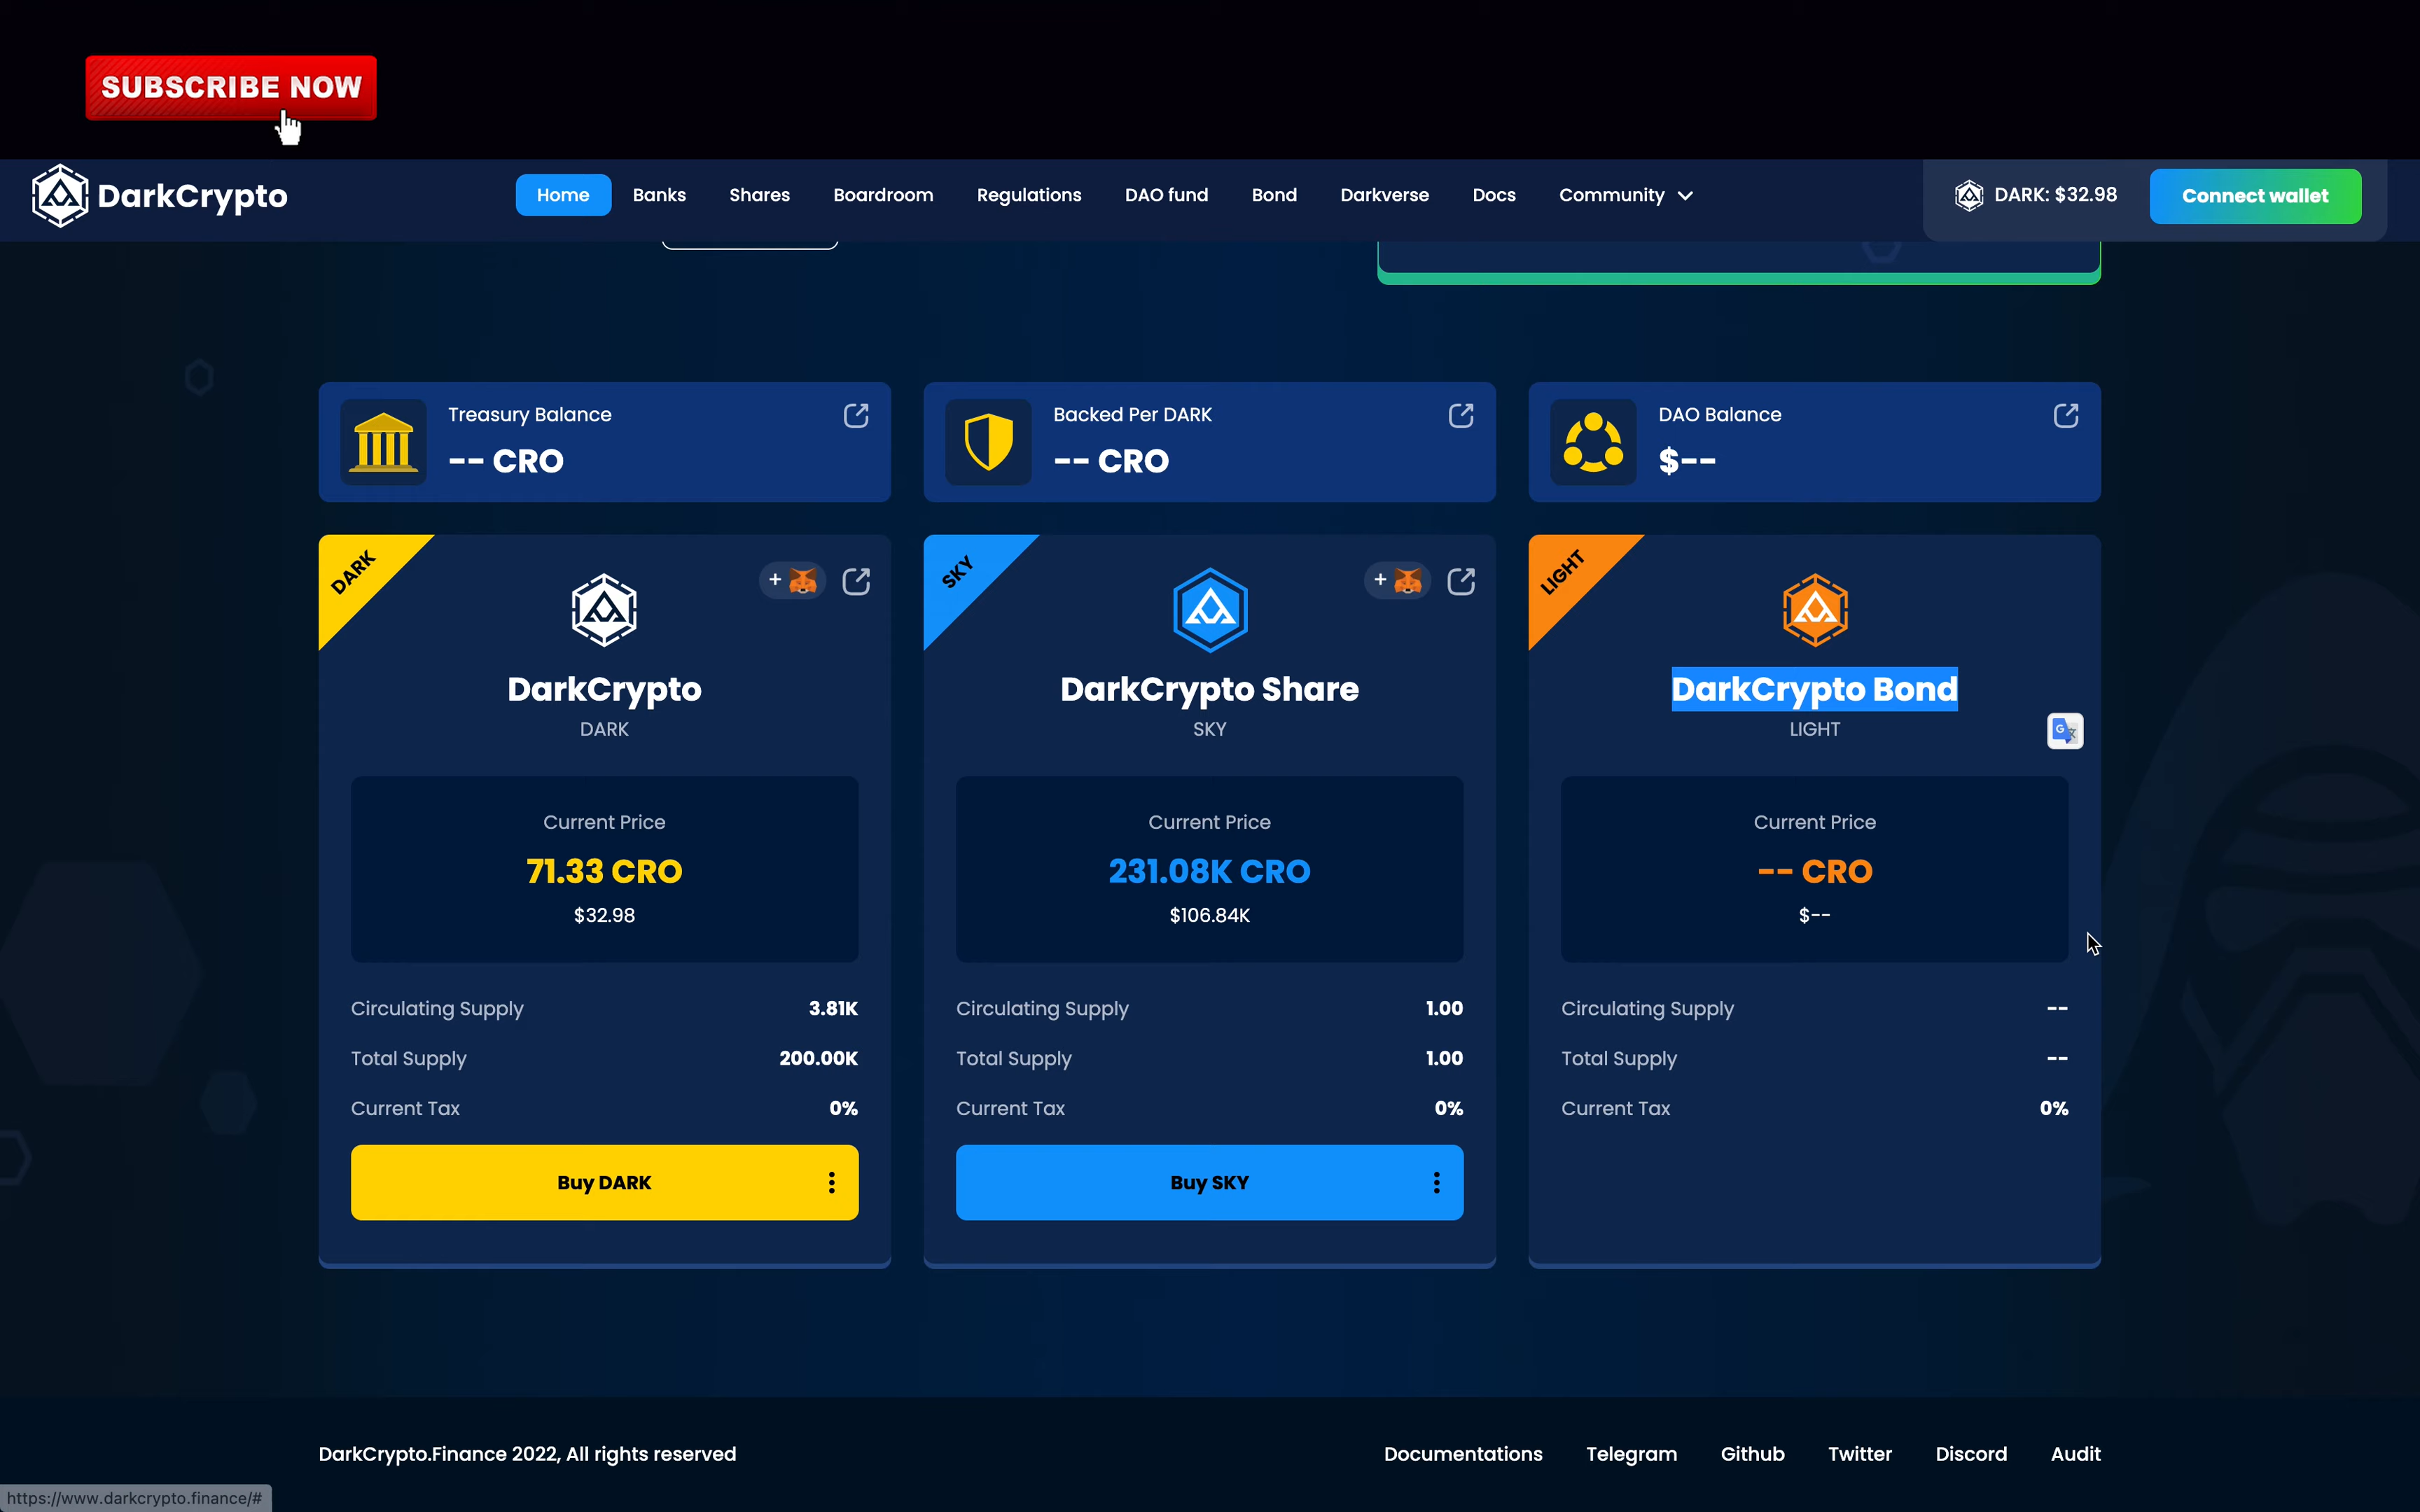 SUBSCRIBE NOW
DarkCrypto
Home Banks Shares Boardroom Regulations DAO fund Bond Darkverse Docs Community
DARK: $32.98
Connect wallet
Treasury Balance
-- CRO
Backed Per DARK
-- CRO
DAO Balance
$--
DARK
DarkCrypto
DARK
Current Price
71.33 CRO
$32.98
Circulating Supply 3.81K
Total Supply 200.00K
Current Tax 0%
Buy DARK
SKY
DarkCrypto Share
SKY
Current Price
231.08K CRO
$106.84K
Circulating Supply 1.00
Total Supply 1.00
Current Tax 0%
Buy SKY
LIGHT
DarkCrypto Bond
LIGHT
Current Price
-- CRO
$--
Circulating Supply --
Total Supply --
Current Tax 0%
DarkCrypto.Finance 2022, All rights reserved
Documentations Telegram Github Twitter Discord Audit
https://www.darkcrypto.finance/#